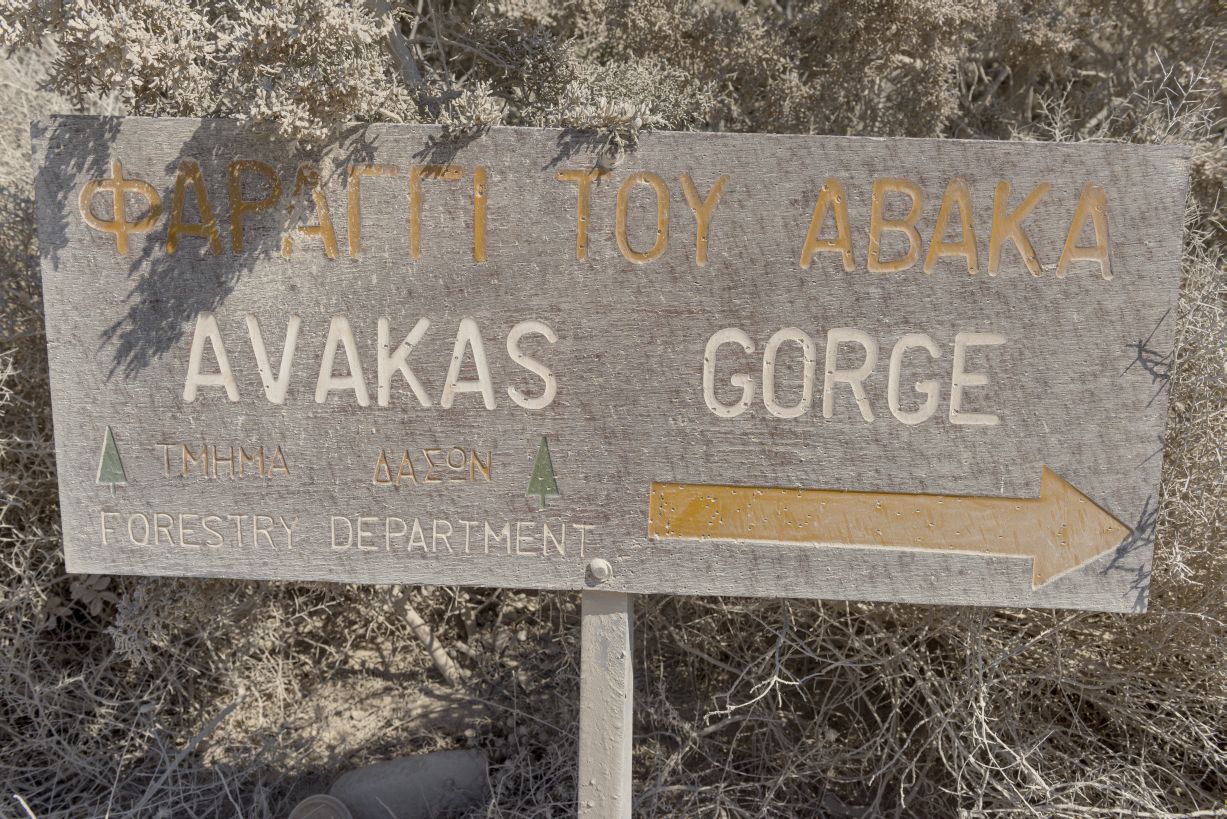 ΦΑΡΑΓΓΙ ΤΟΥ ΑΒΑΚΑ
AVAKAS GORGE
ΤΜΗΜΑ ΔΑΣΩΝ
FORESTRY DEPARTMENT